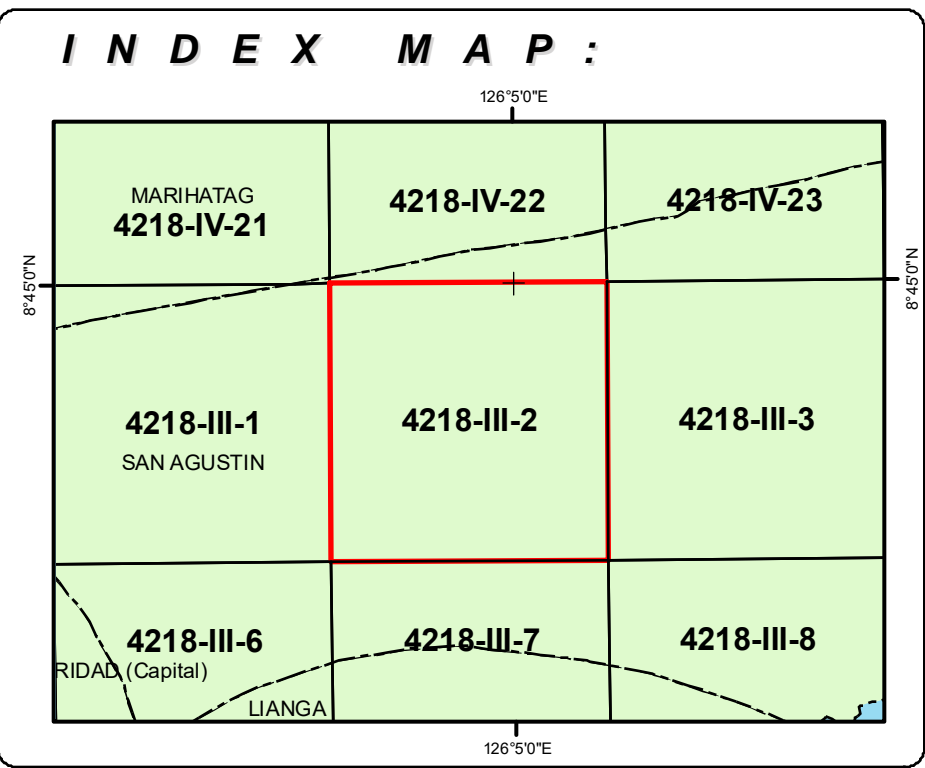 INDEX MAP:
126°5'0"E
MARIHATAG
4218-IV-21
4218-IV-22
4218-IV-23
8°45'0"N
8°45'0"N
4218-III-1
4218-III-2
4218-III-3
SAN AGUSTIN
4218-III-6
4218-III-7
4218-III-8
RIDAD (Capital)
LIANGA
126°5'0"E